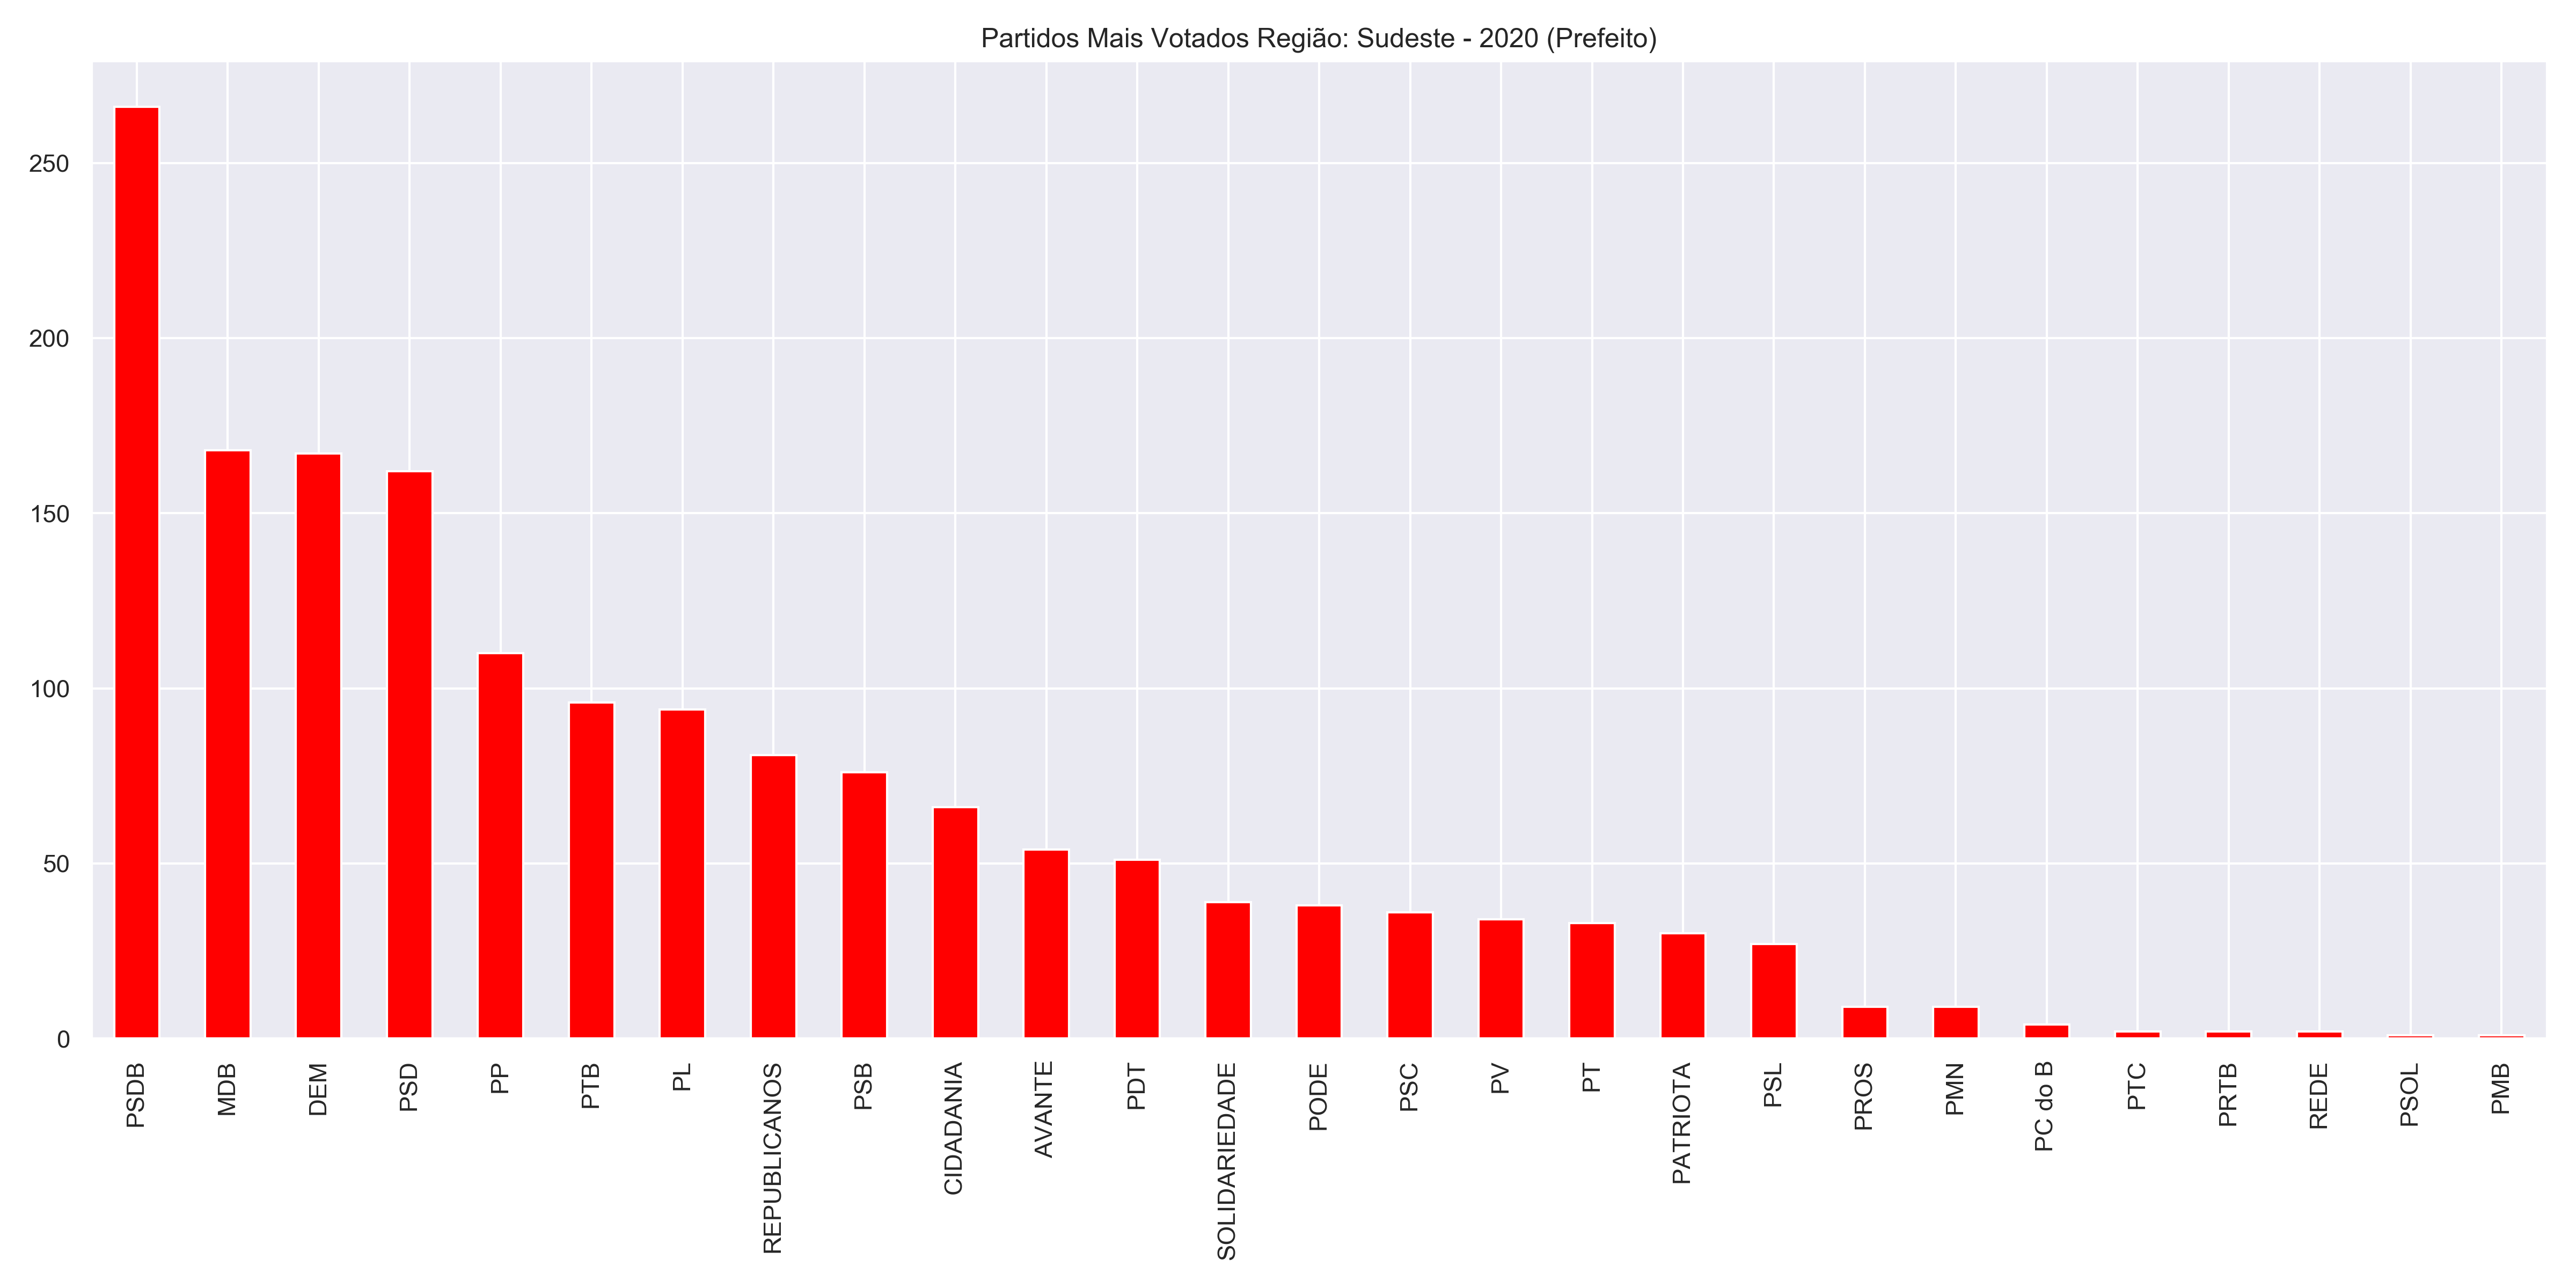 Partidos Mais Votados Região: Sudeste - 2020 (Prefeito)
250
200
150
100
50
0
PSDB
MDB
DEM
PSD
PP
PTB
PL
REPUBLICANOS
PSB
CIDADANIA
AVANTE
PDT
SOLIDARIEDADE
PODE
PSC
PV
PT
PATRIOTA
PSL
PROS
PMN
PC do B
PTC
PRTB
REDE
PSOL
PMB